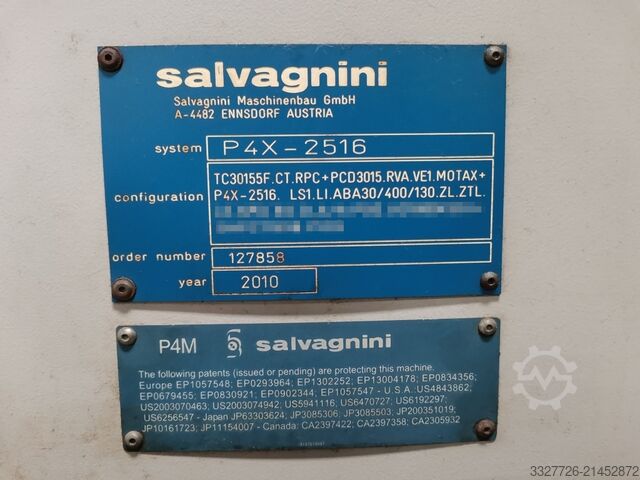 salvagnini
Salvagnini Maschinenbau GmbH
A-4482 ENNSDORF AUSTRIA
system P4X-2516
configuration TC30155F.CT.RPC+PCD3015.RVA.VE1.MOTAX+
P4X-2516. LS1.LI.ABA30/400/130.ZL.ZTL.
order number 127858
year 2010
P4M salvagnini
The following patents (issued or pending) are protecting this machine.
Europe EP1057548; EP0293964; EP1302252; EP13004178; EP0834356;
EP0679455; EP0830921; EP0902344; EP1057547 - U.S.A.:US4843862;
US2003070463; US2003074942; US5941116; US6470727; US6192297;
US6256547 - Japan JP63303624; JP3085306; JP3085503; JP200351019;
JP10161723; JP11154007 - Canada: CA2397422; CA2397358; CA2305932
3327726-21452872